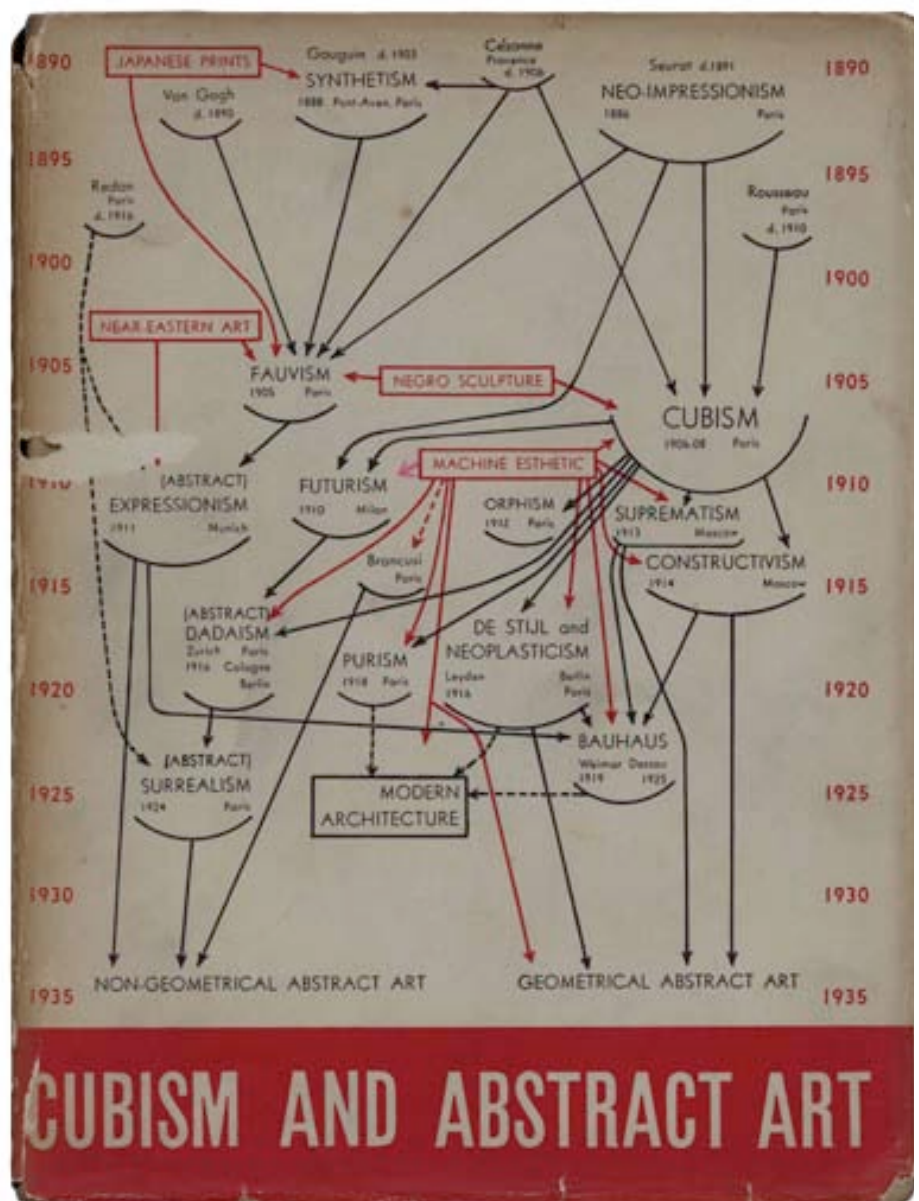 1890
JAPANESE PRINTS
Gauguin d. 1903
SYNTHETISM
1888 Pont-Aven, Paris
Cézanne
Provence
d. 1906
Seurat d. 1891
NEO-IMPRESSIONISM
1886 Paris
1890
Van Gogh
d. 1890
1895
1895
Redon
Paris
d. 1916
Rousseau
Paris
d. 1910
1900
1900
NEAR-EASTERN ART
1905
FAUVISM
1905 Paris
NEGRO SCULPTURE
1905
CUBISM
1906-08 Paris
MACHINE ESTHETIC
1910
(ABSTRACT)
EXPRESSIONISM
1911 Munich
FUTURISM
1910 Milan
ORPHISM
1912 Paris
SUPREMATISM
1913 Moscow
1910
Brancusi
Paris
CONSTRUCTIVISM
1914 Moscow
1915
1915
(ABSTRACT)
DADAISM
Zurich Paris
1916 Cologne
Berlin
PURISM
1918 Paris
DE STIJL and
NEOPLASTICISM
Leyden Berlin
1916 Paris
1920
1920
BAUHAUS
Weimar Dessau
1919 1925
(ABSTRACT)
SURREALISM
1924 Paris
MODERN
ARCHITECTURE
1925
1925
1930
1930
NON-GEOMETRICAL ABSTRACT ART
GEOMETRICAL ABSTRACT ART
1935
1935
CUBISM AND ABSTRACT ART